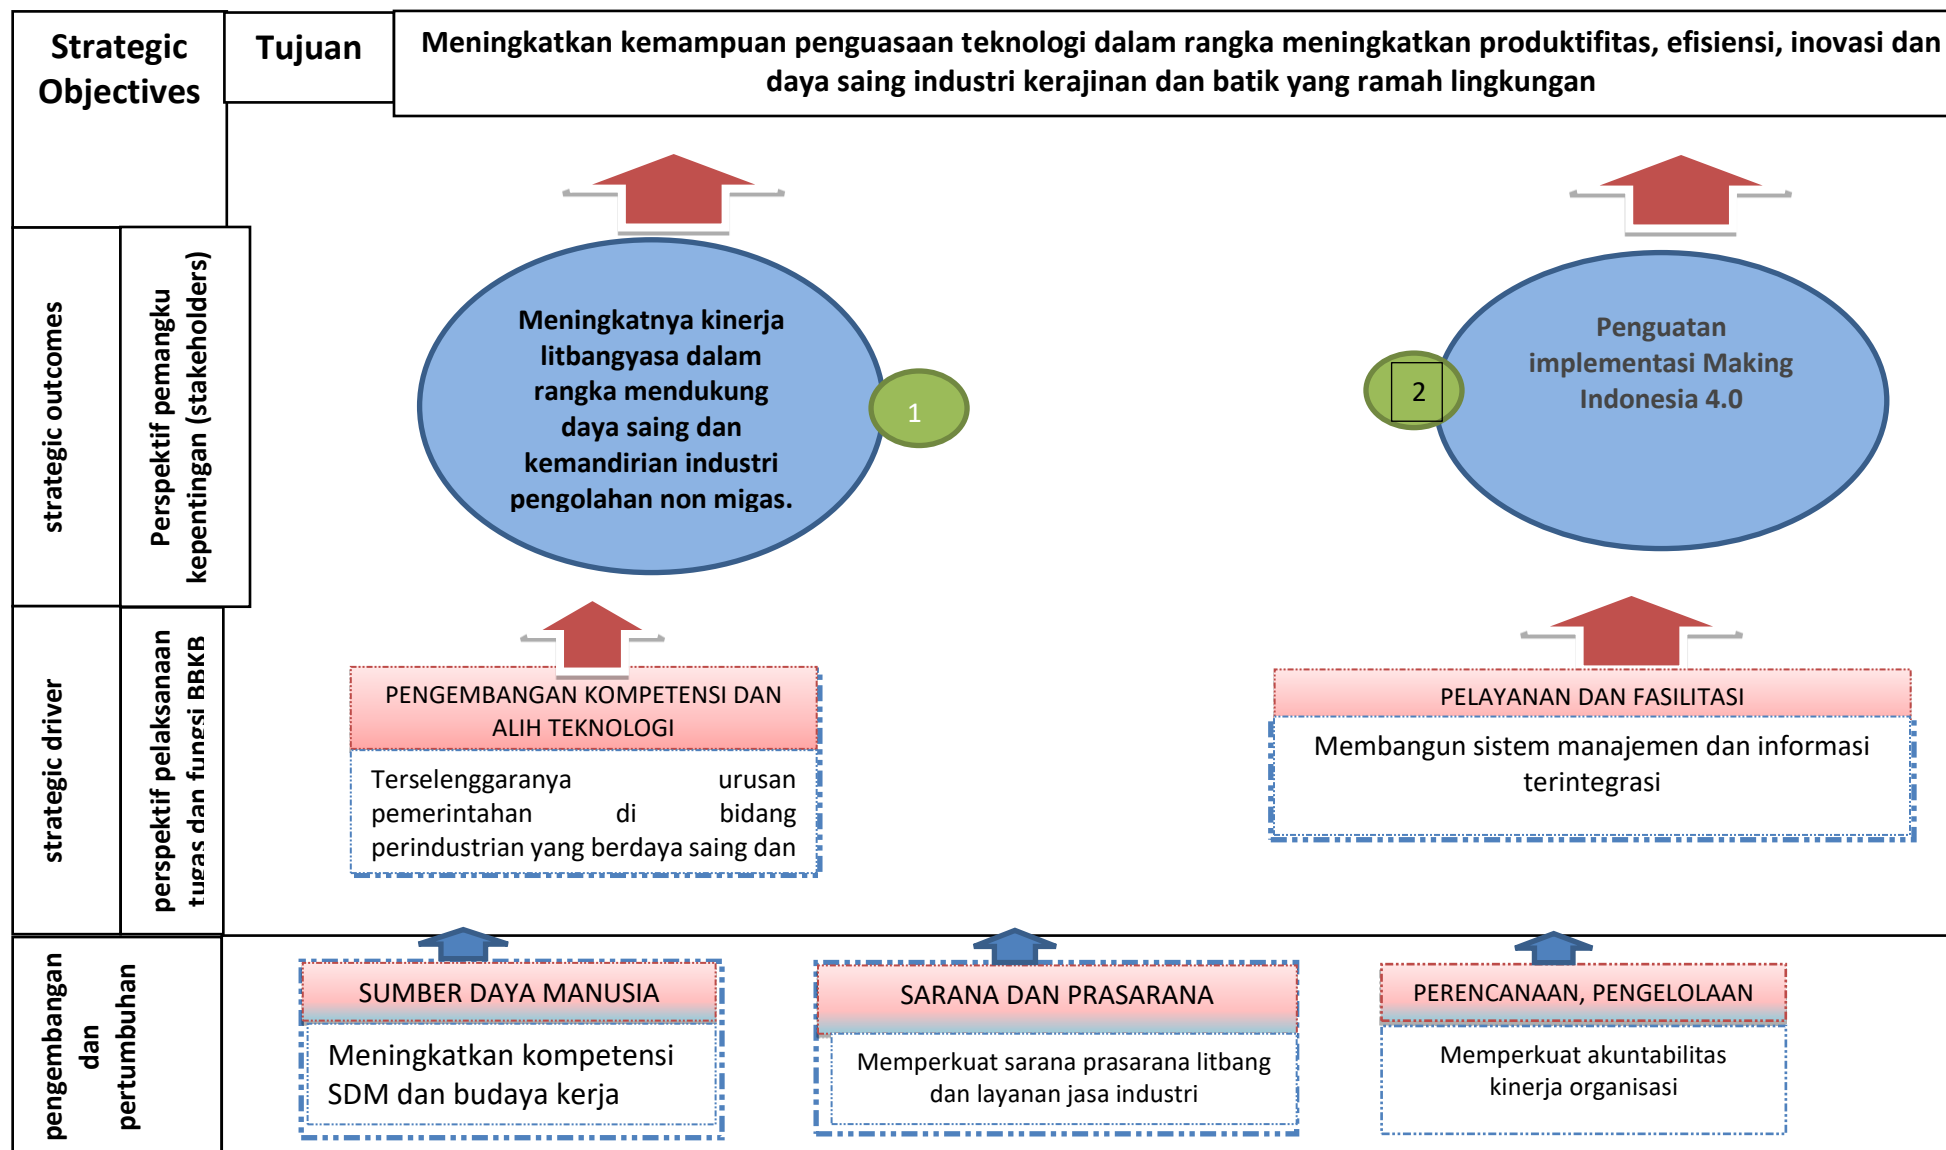 Strategic
Objectives
Tujuan
Meningkatkan kemampuan penguasaan teknologi dalam rangka meningkatkan produktifitas, efisiensi, inovasi dan
daya saing industri kerajinan dan batik yang ramah lingkungan
strategic outcomes
Perspektif pemangku
kepentingan (stakeholders)
Meningkatnya kinerja
litbangyasa dalam
rangka mendukung
daya saing dan
kemandirian industri
pengolahan non migas.
1
2
Penguatan
implementasi Making
Indonesia 4.0
strategic driver
perspektif pelaksanaan
tugas dan fungsi BBKB
PENGEMBANGAN KOMPETENSI DAN
ALIH TEKNOLOGI
Terselenggaranya urusan
pemerintahan di bidang
perindustrian yang berdaya saing dan
PELAYANAN DAN FASILITASI
Membangun sistem manajemen dan informasi
terintegrasi
pengembangan
dan
pertumbuhan
SUMBER DAYA MANUSIA
Meningkatkan kompetensi
SDM dan budaya kerja
SARANA DAN PRASARANA
Memperkuat sarana prasarana litbang
dan layanan jasa industri
PERENCANAAN, PENGELOLAAN
Memperkuat akuntabilitas
kinerja organisasi